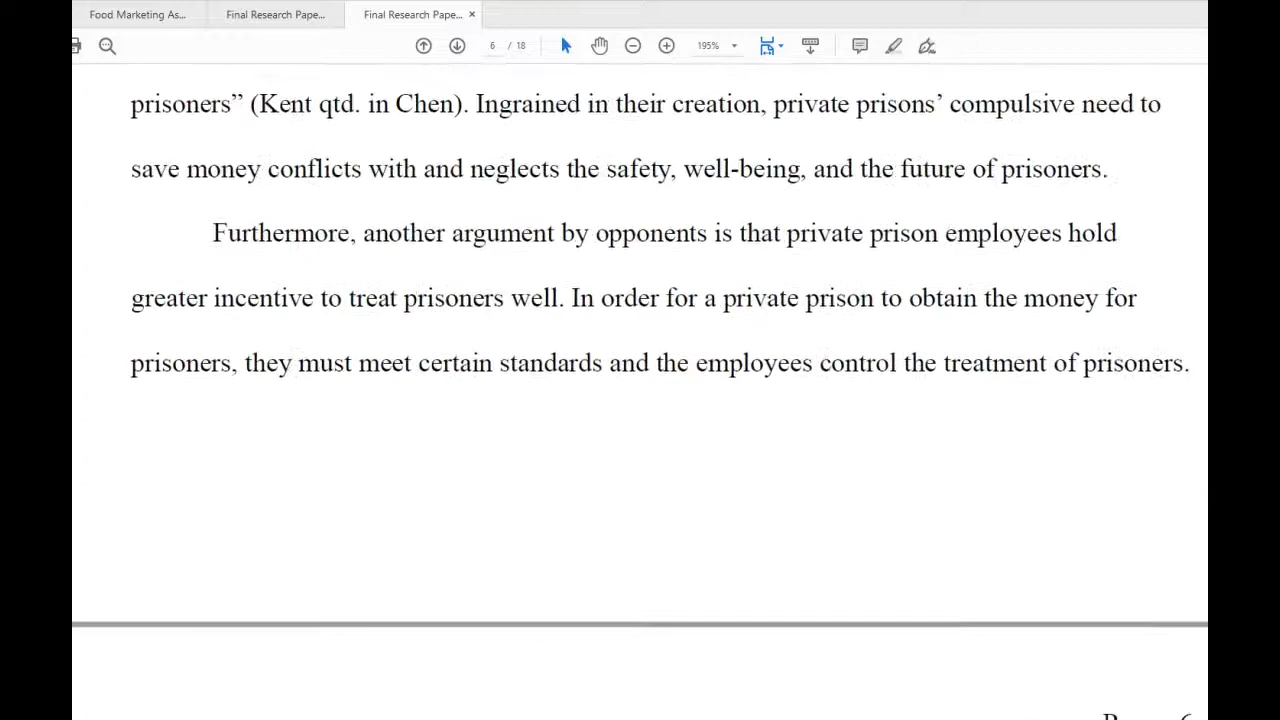 Food Marketing As...
Final Research Pape...
Final Research Pape...
6 / 18
195%
prisoners” (Kent qtd. in Chen). Ingrained in their creation, private prisons’ compulsive need to
save money conflicts with and neglects the safety, well-being, and the future of prisoners.
Furthermore, another argument by opponents is that private prison employees hold
greater incentive to treat prisoners well. In order for a private prison to obtain the money for
prisoners, they must meet certain standards and the employees control the treatment of prisoners.